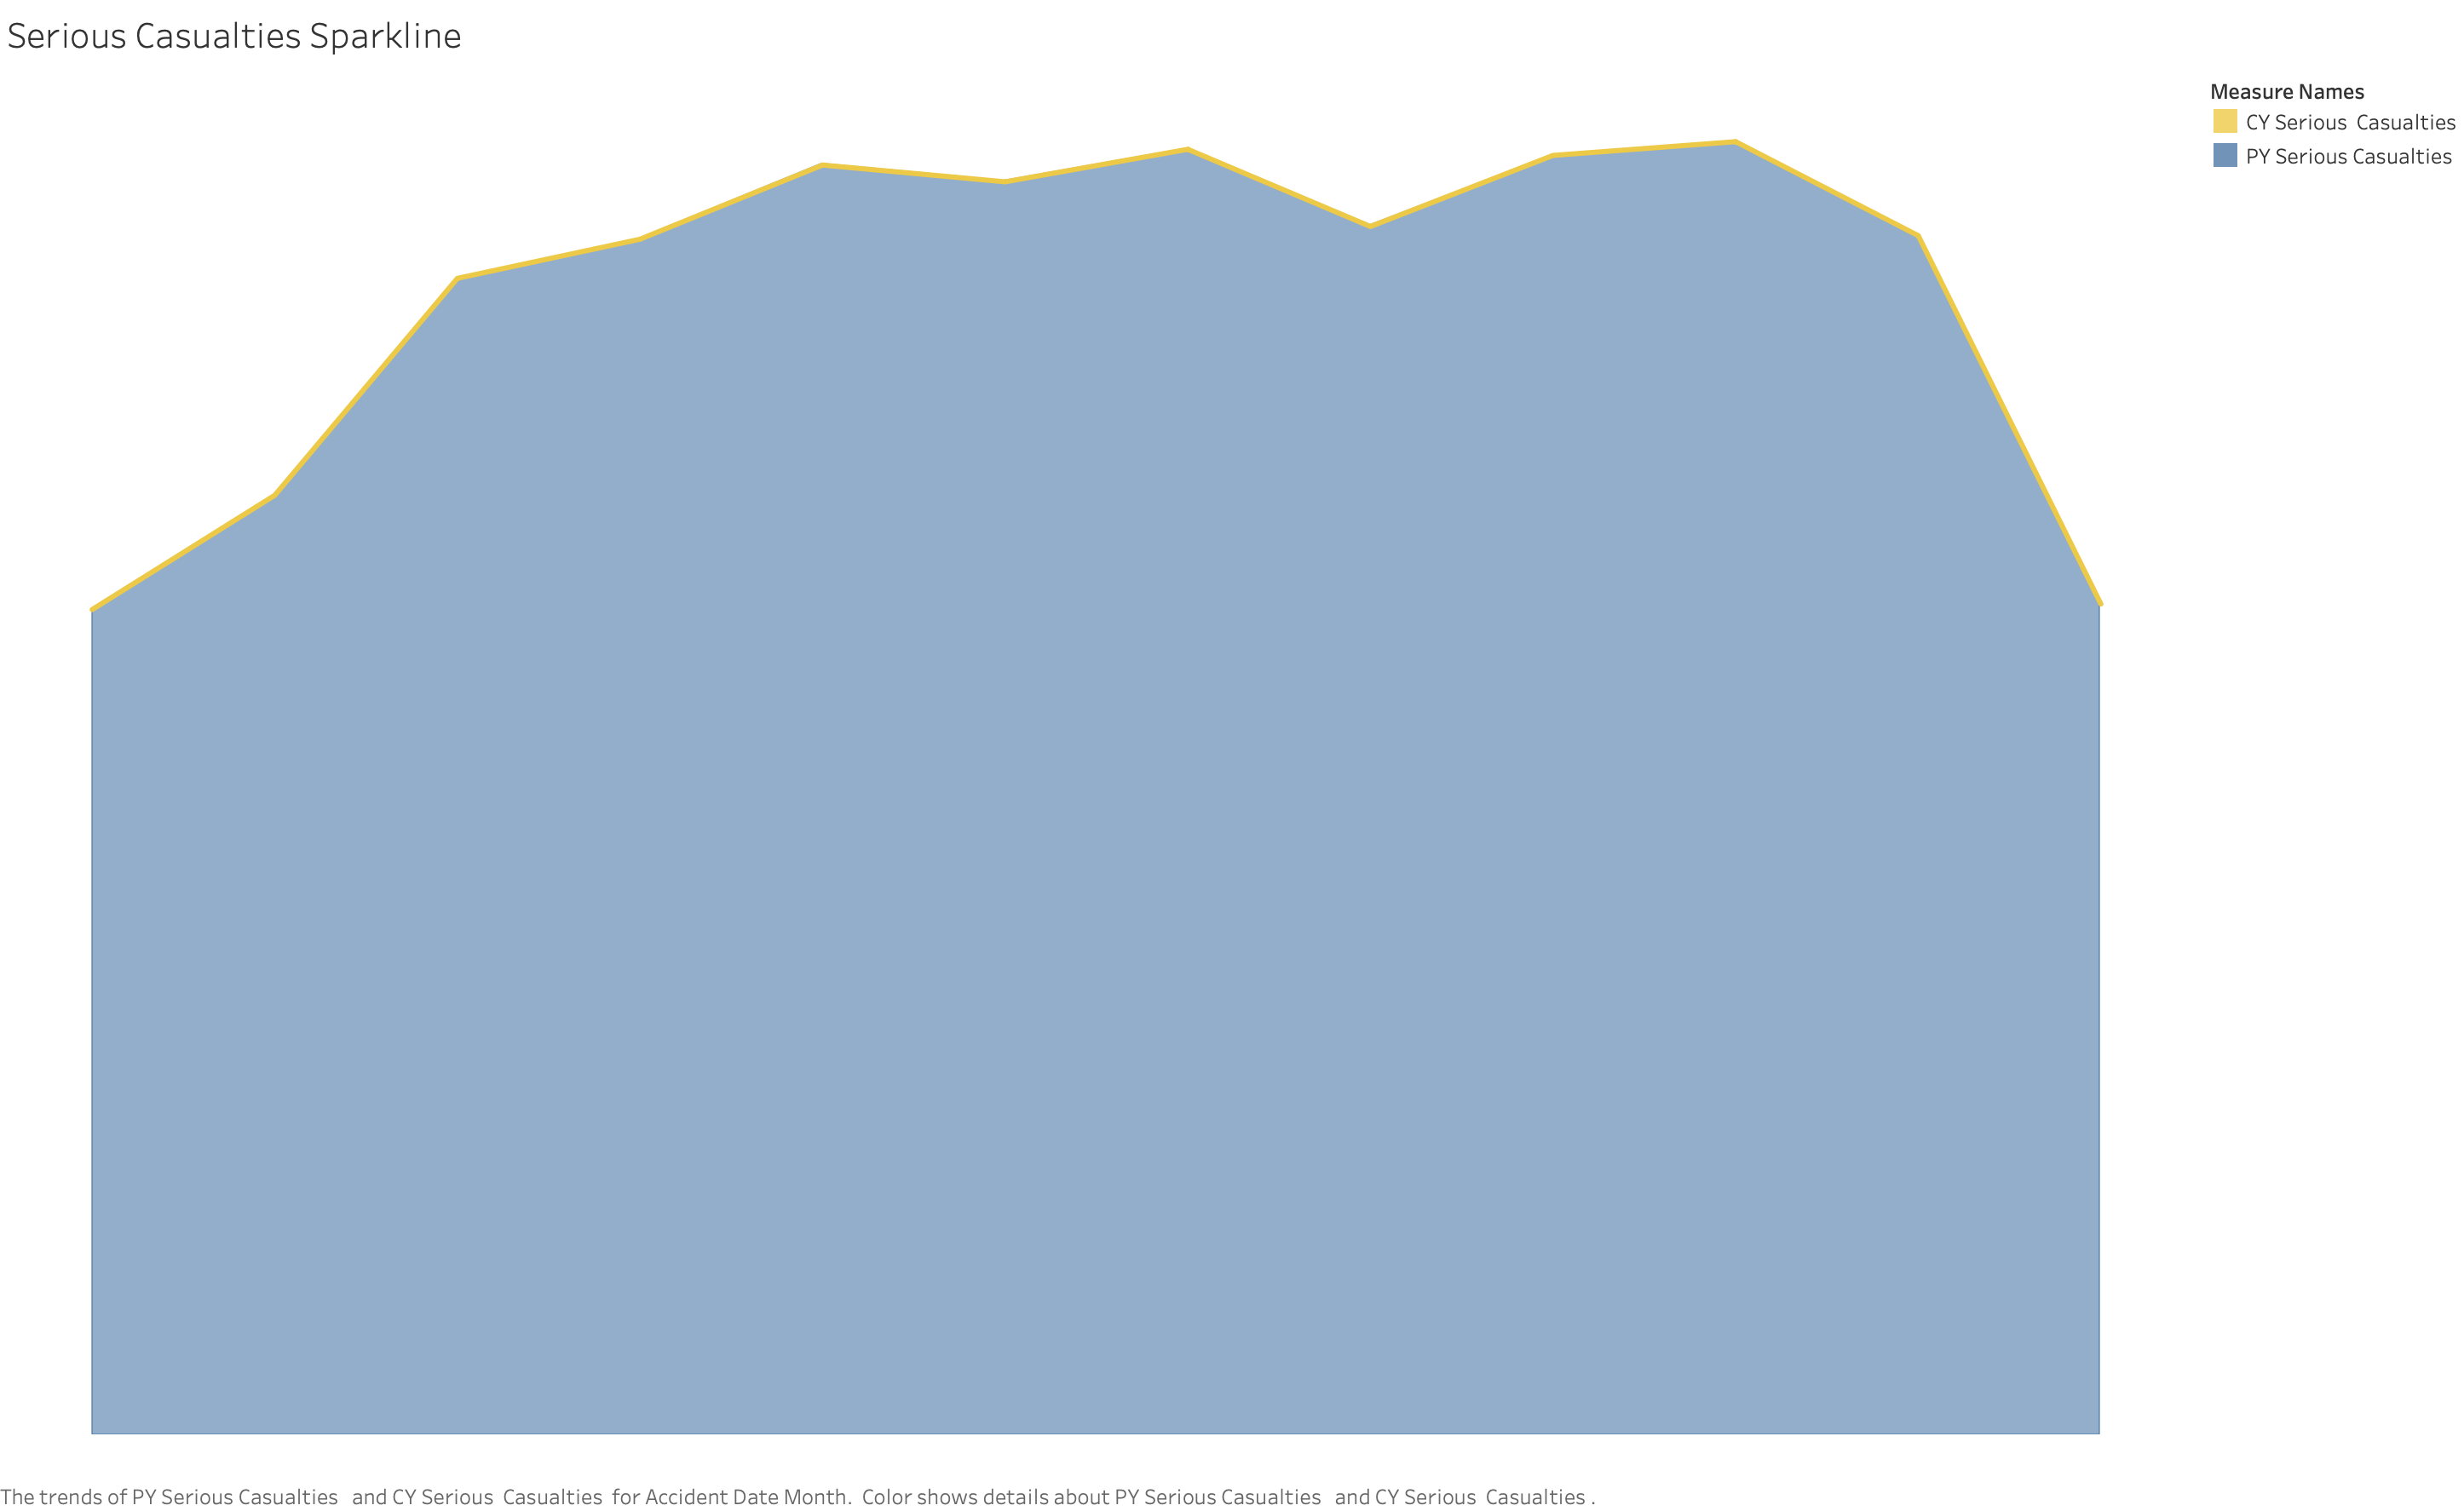 Serious Casualties Sparkline
Measure Names
CY Serious  Casualties
PY Serious Casualties
The trends of PY Serious Casualties   and CY Serious  Casualties  for Accident Date Month.  Color shows details about PY Serious Casualties   and CY Serious  Casualties .